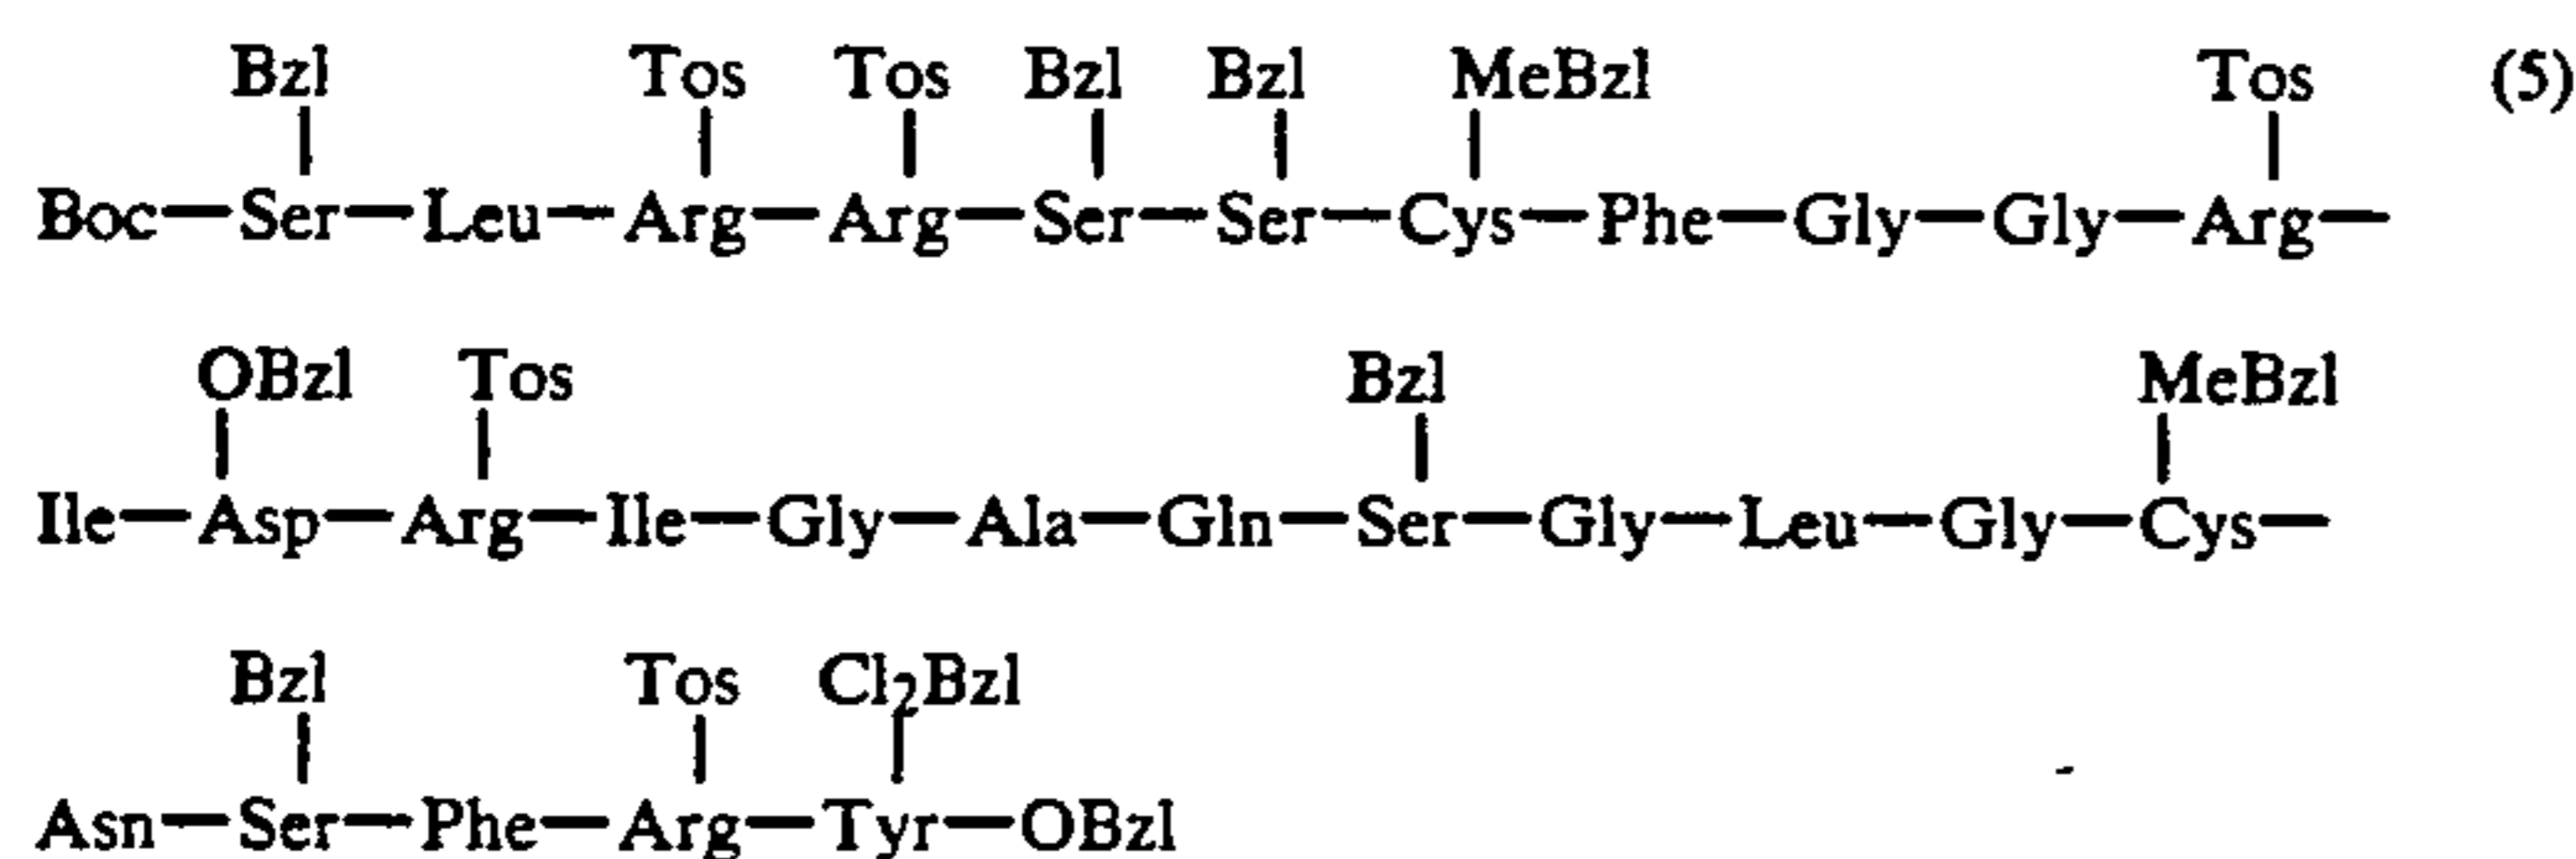 Bzl Tos Tos Bzl Bzl MeBzl Tos (5)
Boc—Ser—Leu—Arg—Arg—Ser—Ser—Cys—Phe—Gly—Gly—Arg—
OBzl Tos Bzl MeBzl
Ile—Asp—Arg—Ile—Gly—Ala—Gln—Ser—Gly—Leu—Gly—Cys—
Bzl Tos Cl₂Bzl
Asn—Ser—Phe—Arg—Tyr—OBzl